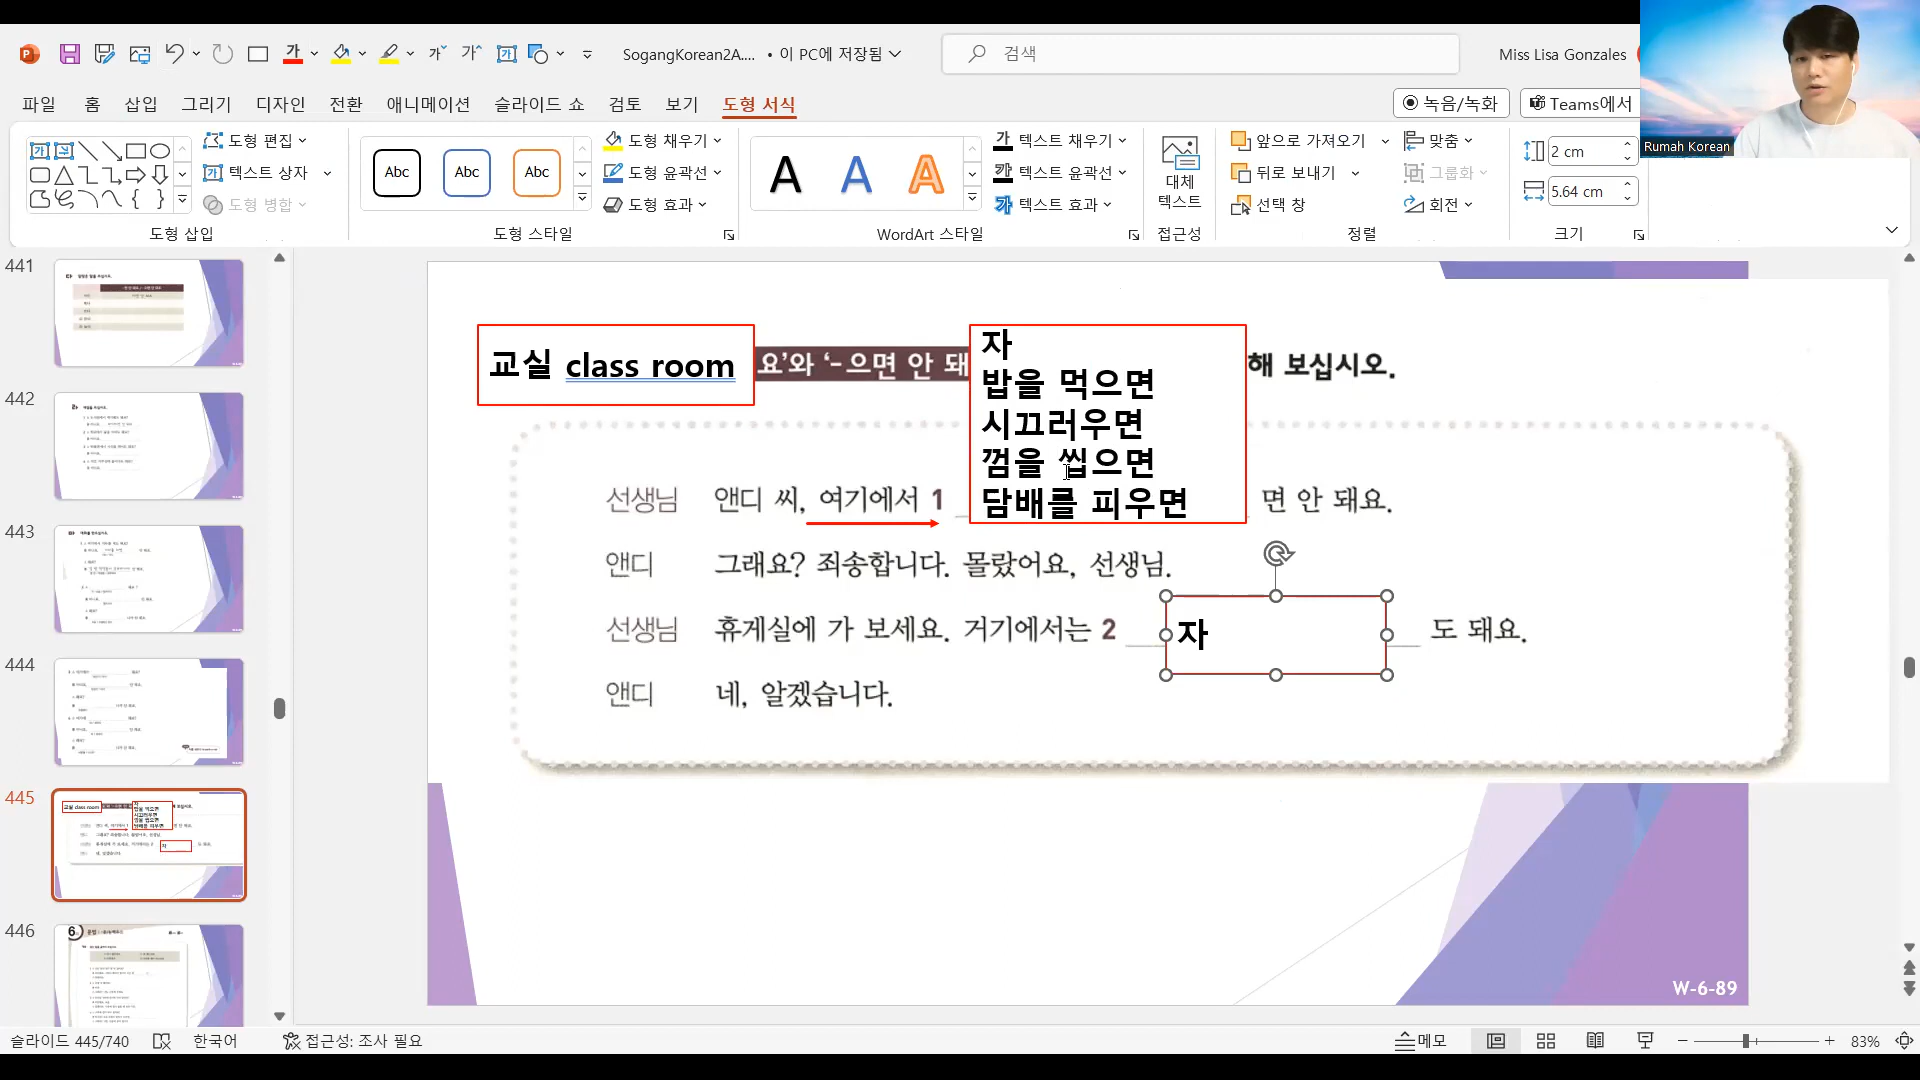 SogangKorean2A.... • 이 PC에 저장됨
검색
Miss Lisa Gonzales
파일 홈 삽입 그리기 디자인 전환 애니메이션 슬라이드 쇼 검토 보기 도형 서식
녹음/녹화
Teams에서
Rumah Korean
도형 편집
텍스트 상자
도형 병합
도형 삽입
Abc Abc Abc
도형 채우기
도형 윤곽선
도형 효과
도형 스타일
텍스트 채우기
텍스트 윤곽선
텍스트 효과
WordArt 스타일
대체
텍스트
접근성
앞으로 가져오기
뒤로 보내기
선택 창
맞춤
그룹화
회전
정렬
2 cm
5.64 cm
크기
441
442
443
444
445
446
교실 class room
요’와 ‘-으면 안 돼
해 보십시오.
자
밥을 먹으면
시끄러우면
껌을 씹으면
담배를 피우면
선생님 앤디 씨, 여기에서 1 면 안 돼요.
앤디 그래요? 죄송합니다. 몰랐어요, 선생님.
선생님 휴게실에 가 보세요. 거기에서는 2 자 도 돼요.
앤디 네, 알겠습니다.
W-6-89
슬라이드 445/740 한국어 접근성: 조사 필요
메모
83%